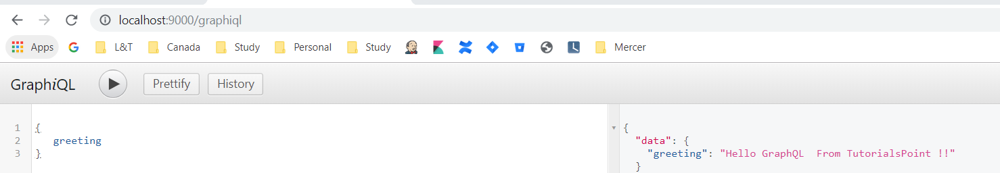 localhost:9000/graphiql
Apps L&T Canada Study Personal Study Mercer
GraphiQL Prettify History
1 {
2 greeting
3 }
{
"data": {
"greeting": "Hello GraphQL  From TutorialsPoint !!"
}